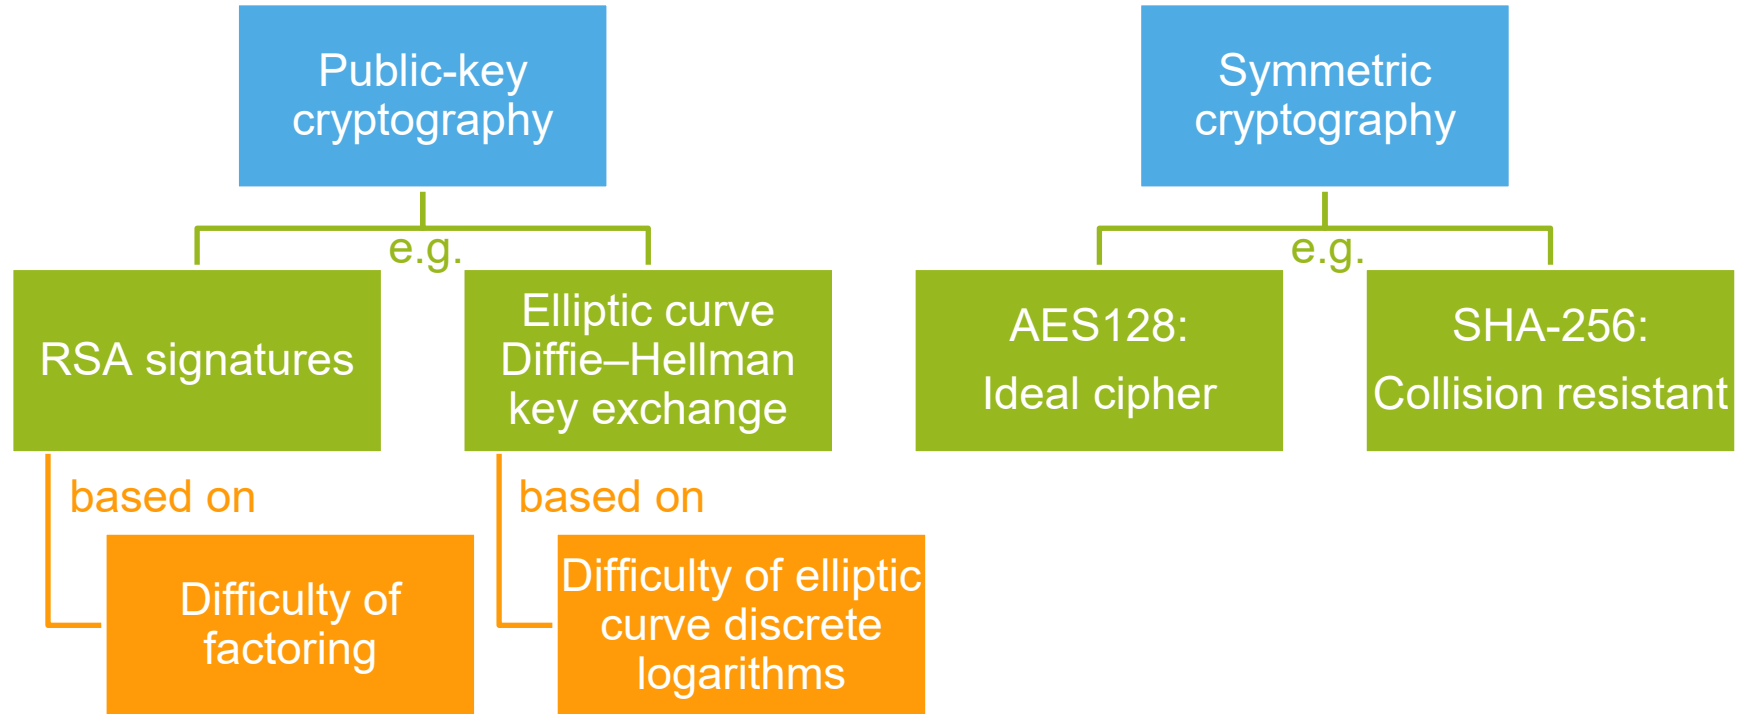 Public-key
cryptography
Symmetric
cryptography
e.g.
e.g.
RSA signatures
Elliptic curve
Diffie–Hellman
key exchange
AES128:
Ideal cipher
SHA-256:
Collision resistant
based on
based on
Difficulty of
factoring
Difficulty of elliptic
curve discrete
logarithms